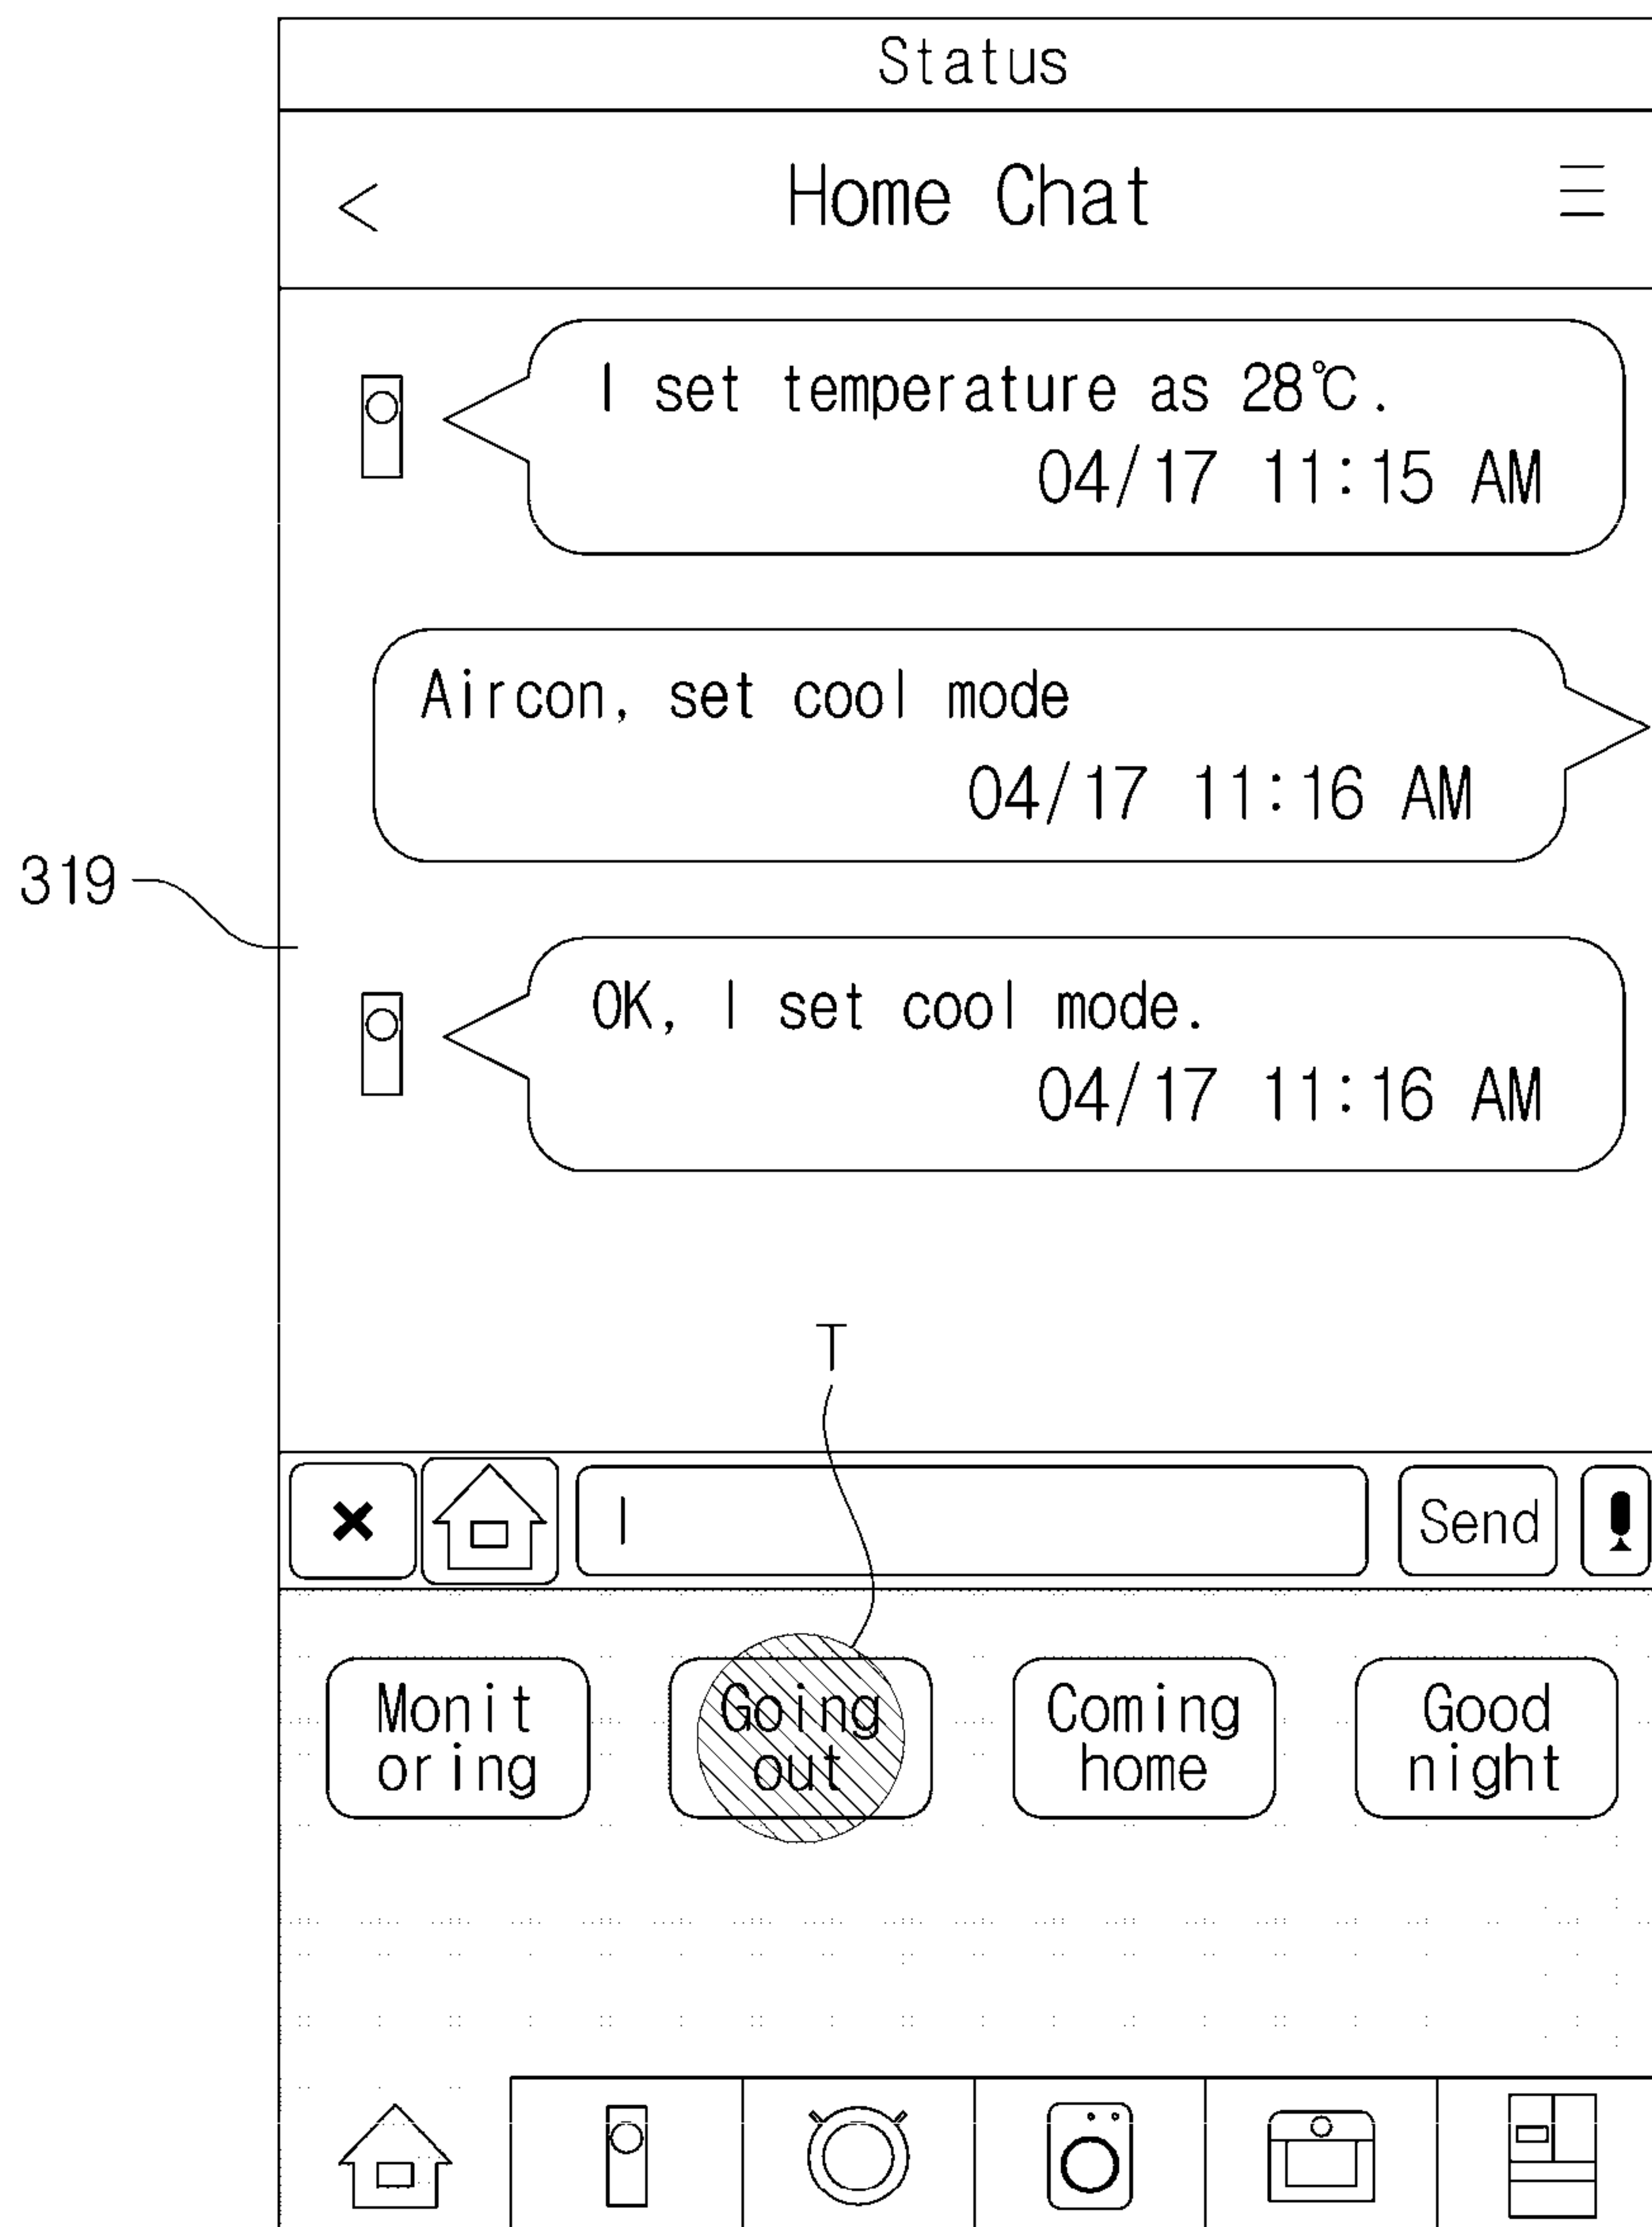 Status
< Home Chat
I set temperature as 28℃.
04/17 11:15 AM
Aircon, set cool mode
04/17 11:16 AM
319
OK, I set cool mode.
04/17 11:16 AM
T
Send
Monit
oring
Going
out
Coming
home
Good
night